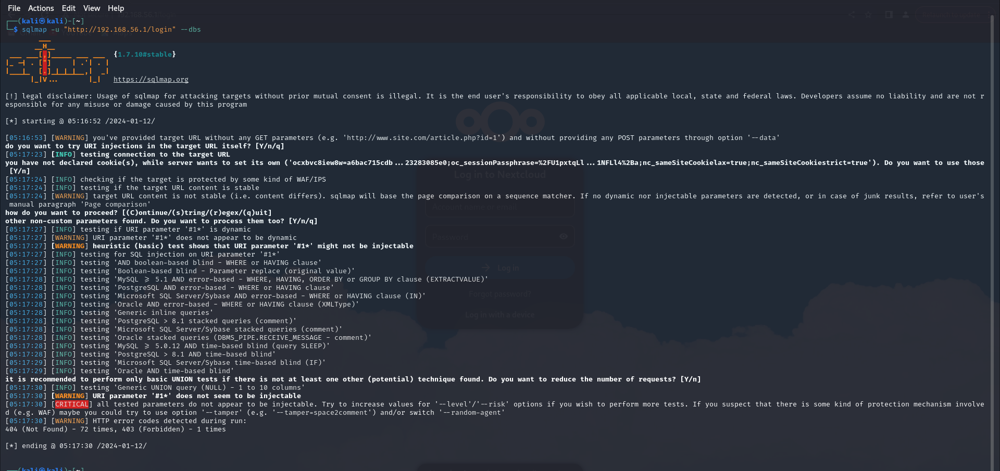 File Actions Edit View Help
┌──(kali㉿kali)-[~]
└─$ sqlmap -u "http://192.168.56.1/login" --dbs
        ___
       __H__
 ___ ___[,]_____ ___ ___  {1.7.10#stable}
|_ -| . ["]     | .'| . |
|___|_  [.]_|_|_|__,|  _|
      |_|V...       |_|   https://sqlmap.org
[!] legal disclaimer: Usage of sqlmap for attacking targets without prior mutual consent is illegal. It is the end user's responsibility to obey all applicable local, state and federal laws. Developers assume no liability and are not r
esponsible for any misuse or damage caused by this program
[*] starting @ 05:16:52 /2024-01-12/
[05:16:53] [WARNING] you've provided target URL without any GET parameters (e.g. 'http://www.site.com/article.php?id=1') and without providing any POST parameters through option '--data'
do you want to try URI injections in the target URL itself? [Y/n/q]
[05:17:23] [INFO] testing connection to the target URL
you have not declared cookie(s), while server wants to set its own ('ocxbvc8iew8w=a6bac715cdb...23283085e0;oc_sessionPassphrase=%2FU1pxtqLl...1NFLl4%2Ba;nc_sameSiteCookielax=true;nc_sameSiteCookiestrict=true'). Do you want to use those
 [Y/n]
[05:17:24] [INFO] checking if the target is protected by some kind of WAF/IPS
[05:17:24] [INFO] testing if the target URL content is stable
[05:17:24] [WARNING] target URL content is not stable (i.e. content differs). sqlmap will base the page comparison on a sequence matcher. If no dynamic nor injectable parameters are detected, or in case of junk results, refer to user's
 manual paragraph 'Page comparison'
how do you want to proceed? [(C)ontinue/(s)tring/(r)egex/(q)uit]
other non-custom parameters found. Do you want to process them too? [Y/n/q]
[05:17:27] [INFO] testing if URI parameter '#1*' is dynamic
[05:17:27] [WARNING] URI parameter '#1*' does not appear to be dynamic
[05:17:27] [WARNING] heuristic (basic) test shows that URI parameter '#1*' might not be injectable
[05:17:27] [INFO] testing for SQL injection on URI parameter '#1*'
[05:17:27] [INFO] testing 'AND boolean-based blind - WHERE or HAVING clause'
[05:17:27] [INFO] testing 'Boolean-based blind - Parameter replace (original value)'
[05:17:28] [INFO] testing 'MySQL >= 5.1 AND error-based - WHERE, HAVING, ORDER BY or GROUP BY clause (EXTRACTVALUE)'
[05:17:28] [INFO] testing 'PostgreSQL AND error-based - WHERE or HAVING clause'
[05:17:28] [INFO] testing 'Microsoft SQL Server/Sybase AND error-based - WHERE or HAVING clause (IN)'
[05:17:28] [INFO] testing 'Oracle AND error-based - WHERE or HAVING clause (XMLType)'
[05:17:28] [INFO] testing 'Generic inline queries'
[05:17:28] [INFO] testing 'PostgreSQL > 8.1 stacked queries (comment)'
[05:17:28] [INFO] testing 'Microsoft SQL Server/Sybase stacked queries (comment)'
[05:17:28] [INFO] testing 'Oracle stacked queries (DBMS_PIPE.RECEIVE_MESSAGE - comment)'
[05:17:28] [INFO] testing 'MySQL >= 5.0.12 AND time-based blind (query SLEEP)'
[05:17:28] [INFO] testing 'PostgreSQL > 8.1 AND time-based blind'
[05:17:29] [INFO] testing 'Microsoft SQL Server/Sybase time-based blind (IF)'
[05:17:29] [INFO] testing 'Oracle AND time-based blind'
it is recommended to perform only basic UNION tests if there is not at least one other (potential) technique found. Do you want to reduce the number of requests? [Y/n]
[05:17:30] [INFO] testing 'Generic UNION query (NULL) - 1 to 10 columns'
[05:17:30] [WARNING] URI parameter '#1*' does not seem to be injectable
[05:17:30] [CRITICAL] all tested parameters do not appear to be injectable. Try to increase values for '--level'/'--risk' options if you wish to perform more tests. If you suspect that there is some kind of protection mechanism involve
d (e.g. WAF) maybe you could try to use option '--tamper' (e.g. '--tamper=space2comment') and/or switch '--random-agent'
[05:17:30] [WARNING] HTTP error codes detected during run:
404 (Not Found) - 72 times, 403 (Forbidden) - 1 times
[*] ending @ 05:17:30 /2024-01-12/
┌──(kali㉿kali)-[~]
Log in to Nextcloud
Account name or email
Password
Log in
Forgot password?
Log in with a device